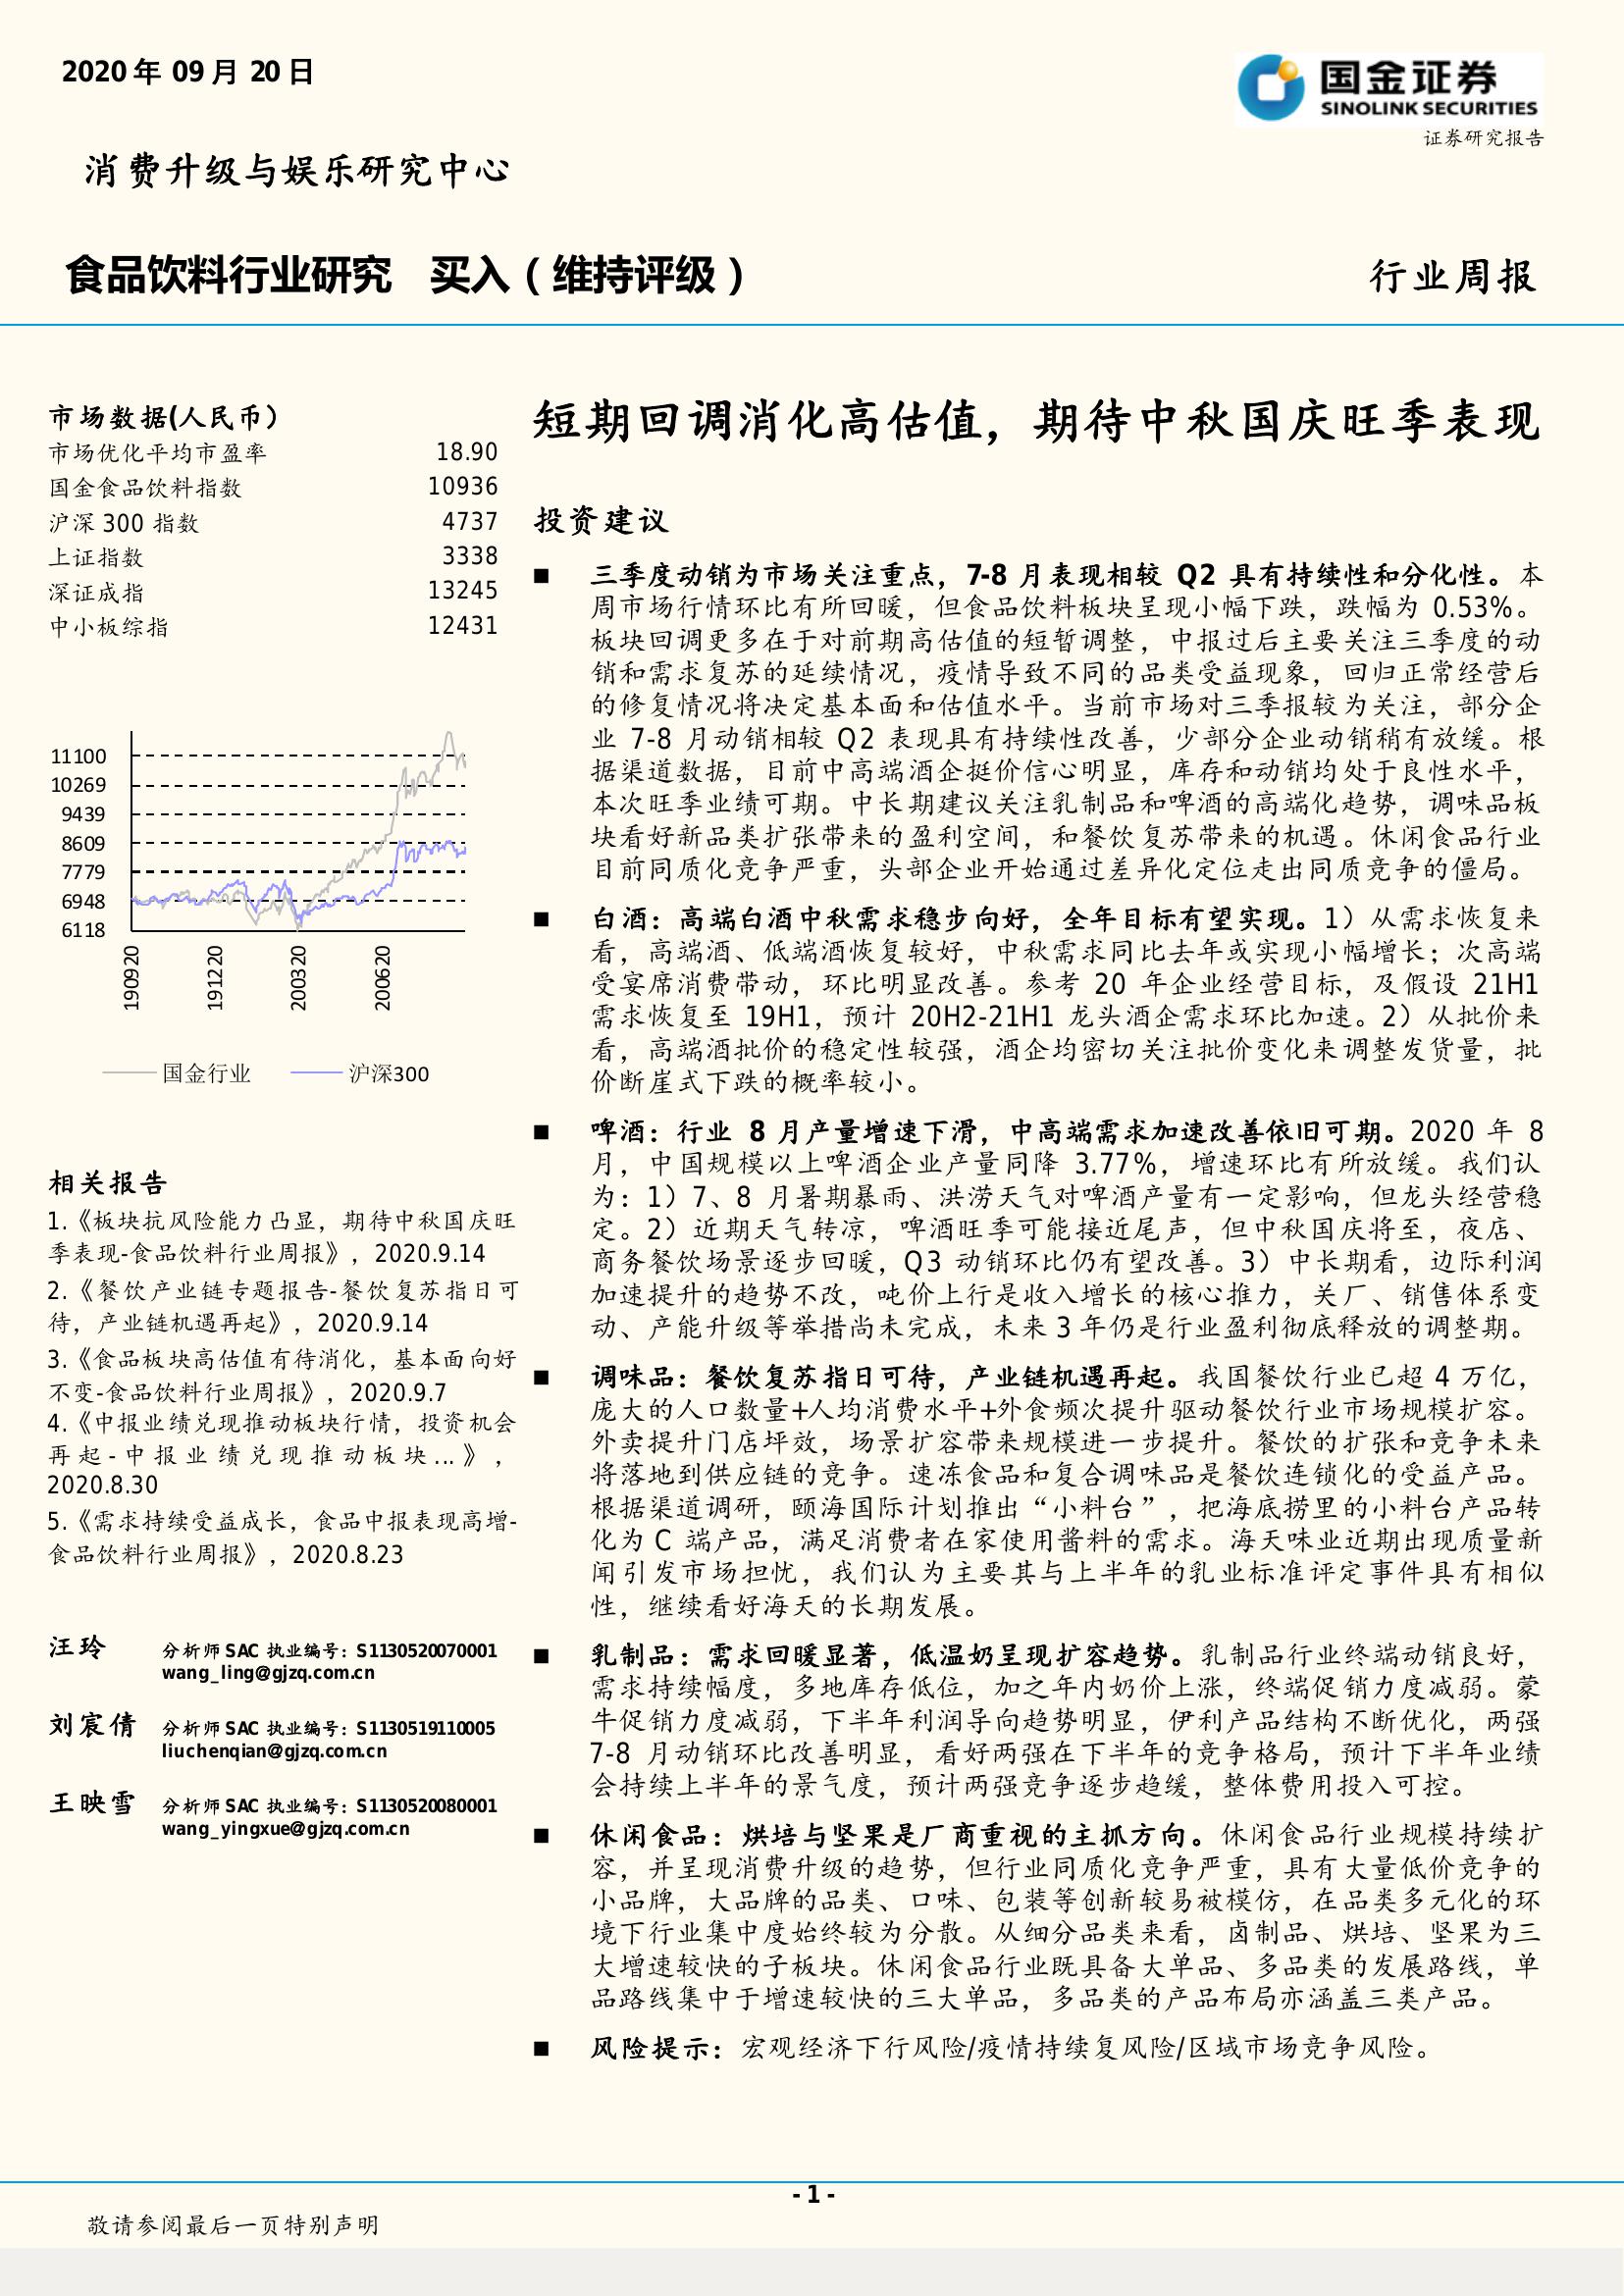 2020 年 09 月 20 日
国金证券
SINOLINK SECURITIES
证券研究报告
消费升级与娱乐研究中心
食品饮料行业研究 买入（维持评级）
行业周报
市场数据(人民币）
市场优化平均市盈率 18.90
国金食品饮料指数 10936
沪深 300 指数 4737
上证指数 3338
深证成指 13245
中小板综指 12431
11100
10269
9439
8609
7779
6948
6118
190920
191220
200320
200620
国金行业 沪深300
相关报告
1.《板块抗风险能力凸显，期待中秋国庆旺
季表现-食品饮料行业周报》，2020.9.14
2.《餐饮产业链专题报告-餐饮复苏指日可
待，产业链机遇再起》，2020.9.14
3.《食品板块高估值有待消化，基本面向好
不变-食品饮料行业周报》，2020.9.7
4.《中报业绩兑现推动板块行情，投资机会
再起-中报业绩兑现推动板块...》，
2020.8.30
5.《需求持续受益成长，食品中报表现高增-
食品饮料行业周报》，2020.8.23
汪玲 分析师 SAC 执业编号：S1130520070001
wang_ling@gjzq.com.cn
刘宸倩 分析师 SAC 执业编号：S1130519110005
liuchenqian@gjzq.com.cn
王映雪 分析师 SAC 执业编号：S1130520080001
wang_yingxue@gjzq.com.cn
短期回调消化高估值，期待中秋国庆旺季表现
投资建议
■ 三季度动销为市场关注重点，7-8 月表现相较 Q2 具有持续性和分化性。本
周市场行情环比有所回暖，但食品饮料板块呈现小幅下跌，跌幅为 0.53%。
板块回调更多在于对前期高估值的短暂调整，中报过后主要关注三季度的动
销和需求复苏的延续情况，疫情导致不同的品类受益现象，回归正常经营后
的修复情况将决定基本面和估值水平。当前市场对三季报较为关注，部分企
业 7-8 月动销相较 Q2 表现具有持续性改善，少部分企业动销稍有放缓。根
据渠道数据，目前中高端酒企挺价信心明显，库存和动销均处于良性水平，
本次旺季业绩可期。中长期建议关注乳制品和啤酒的高端化趋势，调味品板
块看好新品类扩张带来的盈利空间，和餐饮复苏带来的机遇。休闲食品行业
目前同质化竞争严重，头部企业开始通过差异化定位走出同质竞争的僵局。
■ 白酒：高端白酒中秋需求稳步向好，全年目标有望实现。1）从需求恢复来
看，高端酒、低端酒恢复较好，中秋需求同比去年或实现小幅增长；次高端
受宴席消费带动，环比明显改善。参考 20 年企业经营目标，及假设 21H1
需求恢复至 19H1，预计 20H2-21H1 龙头酒企需求环比加速。2）从批价来
看，高端酒批价的稳定性较强，酒企均密切关注批价变化来调整发货量，批
价断崖式下跌的概率较小。
■ 啤酒：行业 8 月产量增速下滑，中高端需求加速改善依旧可期。2020 年 8
月，中国规模以上啤酒企业产量同降 3.77%，增速环比有所放缓。我们认
为：1）7、8 月暑期暴雨、洪涝天气对啤酒产量有一定影响，但龙头经营稳
定。2）近期天气转凉，啤酒旺季可能接近尾声，但中秋国庆将至，夜店、
商务餐饮场景逐步回暖，Q3 动销环比仍有望改善。3）中长期看，边际利润
加速提升的趋势不改，吨价上行是收入增长的核心推力，关厂、销售体系变
动、产能升级等举措尚未完成，未来 3 年仍是行业盈利彻底释放的调整期。
■ 调味品：餐饮复苏指日可待，产业链机遇再起。我国餐饮行业已超 4 万亿，
庞大的人口数量+人均消费水平+外食频次提升驱动餐饮行业市场规模扩容。
外卖提升门店坪效，场景扩容带来规模进一步提升。餐饮的扩张和竞争未来
将落地到供应链的竞争。速冻食品和复合调味品是餐饮连锁化的受益产品。
根据渠道调研，颐海国际计划推出“小料台”，把海底捞里的小料台产品转
化为 C 端产品，满足消费者在家使用酱料的需求。海天味业近期出现质量新
闻引发市场担忧，我们认为主要其与上半年的乳业标准评定事件具有相似
性，继续看好海天的长期发展。
■ 乳制品：需求回暖显著，低温奶呈现扩容趋势。乳制品行业终端动销良好，
需求持续幅度，多地库存低位，加之年内奶价上涨，终端促销力度减弱。蒙
牛促销力度减弱，下半年利润导向趋势明显，伊利产品结构不断优化，两强
7-8 月动销环比改善明显，看好两强在下半年的竞争格局，预计下半年业绩
会持续上半年的景气度，预计两强竞争逐步趋缓，整体费用投入可控。
■ 休闲食品：烘培与坚果是厂商重视的主抓方向。休闲食品行业规模持续扩
容，并呈现消费升级的趋势，但行业同质化竞争严重，具有大量低价竞争的
小品牌，大品牌的品类、口味、包装等创新较易被模仿，在品类多元化的环
境下行业集中度始终较为分散。从细分品类来看，卤制品、烘培、坚果为三
大增速较快的子板块。休闲食品行业既具备大单品、多品类的发展路线，单
品路线集中于增速较快的三大单品，多品类的产品布局亦涵盖三类产品。
■ 风险提示：宏观经济下行风险/疫情持续复风险/区域市场竞争风险。
- 1 -
敬请参阅最后一页特别声明